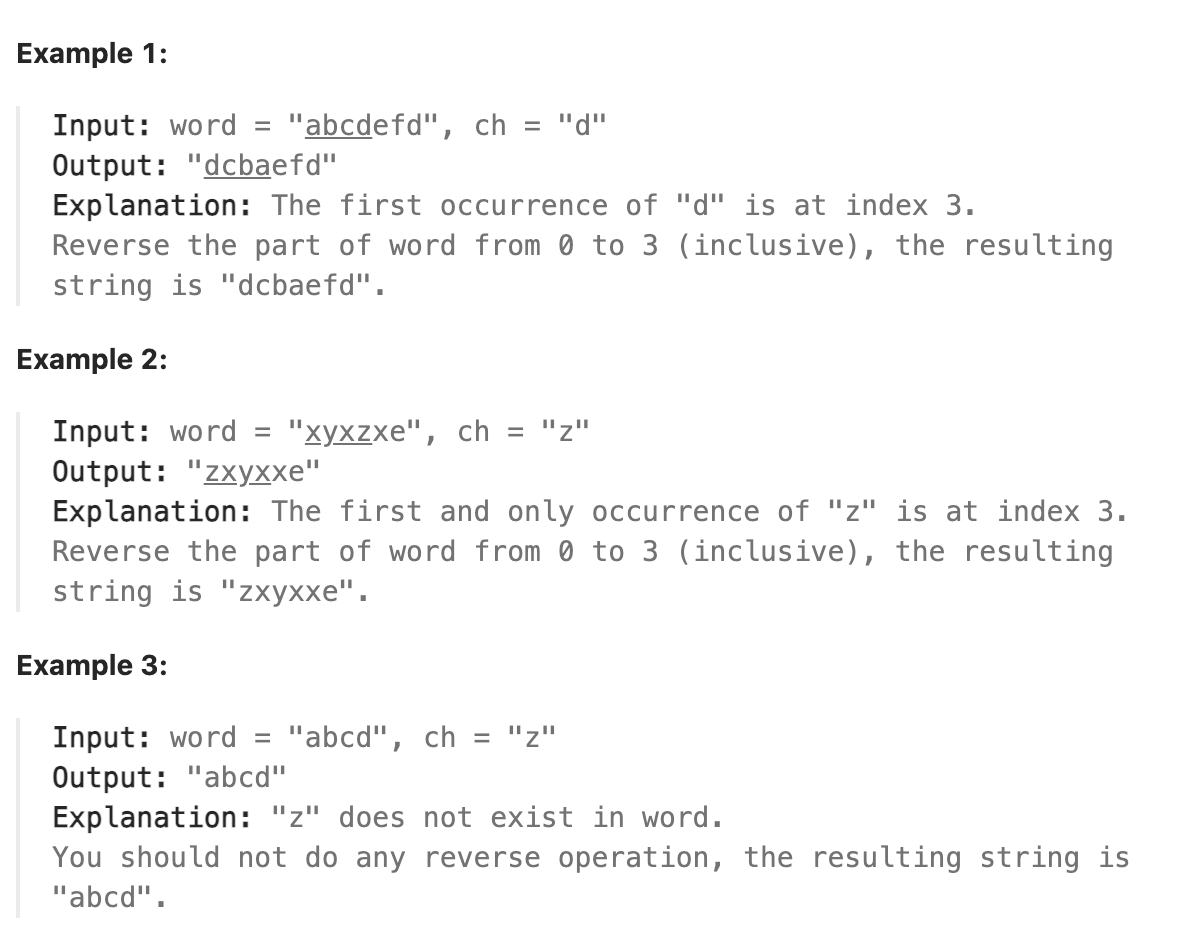 Example 1:
Input: word = "abcdefd", ch = "d"
Output: "dcbaefd"
Explanation: The first occurrence of "d" is at index 3.
Reverse the part of word from 0 to 3 (inclusive), the resulting
string is "dcbaefd".
Example 2:
Input: word = "xyxzxe", ch = "z"
Output: "zxyxxe"
Explanation: The first and only occurrence of "z" is at index 3.
Reverse the part of word from 0 to 3 (inclusive), the resulting
string is "zxyxxe".
Example 3:
Input: word = "abcd", ch = "z"
Output: "abcd"
Explanation: "z" does not exist in word.
You should not do any reverse operation, the resulting string is
"abcd".